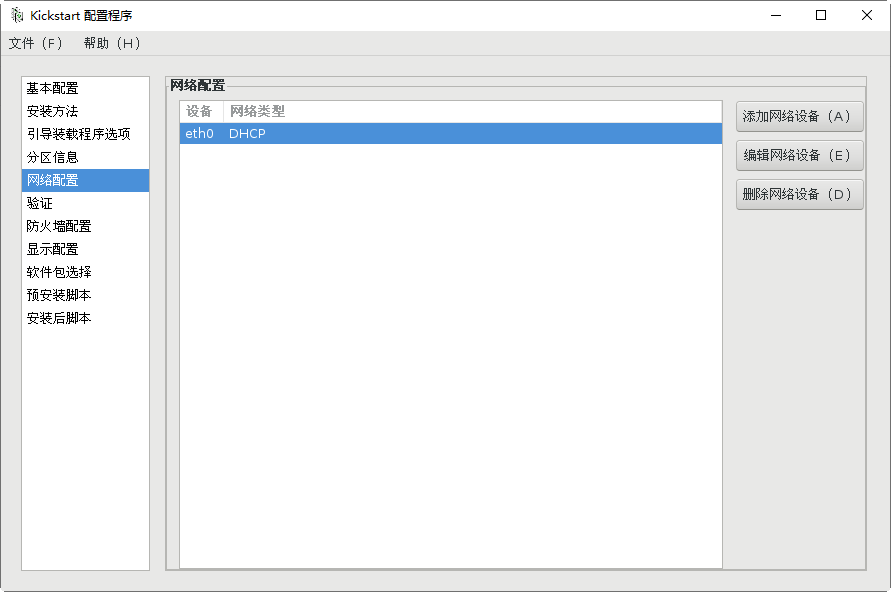 Kickstart 配置程序
文件（F） 帮助（H）
基本配置
安装方法
引导装载程序选项
分区信息
网络配置
验证
防火墙配置
显示配置
软件包选择
预安装脚本
安装后脚本
网络配置
设备 网络类型
eth0 DHCP
添加网络设备（A）
编辑网络设备（E）
删除网络设备（D）